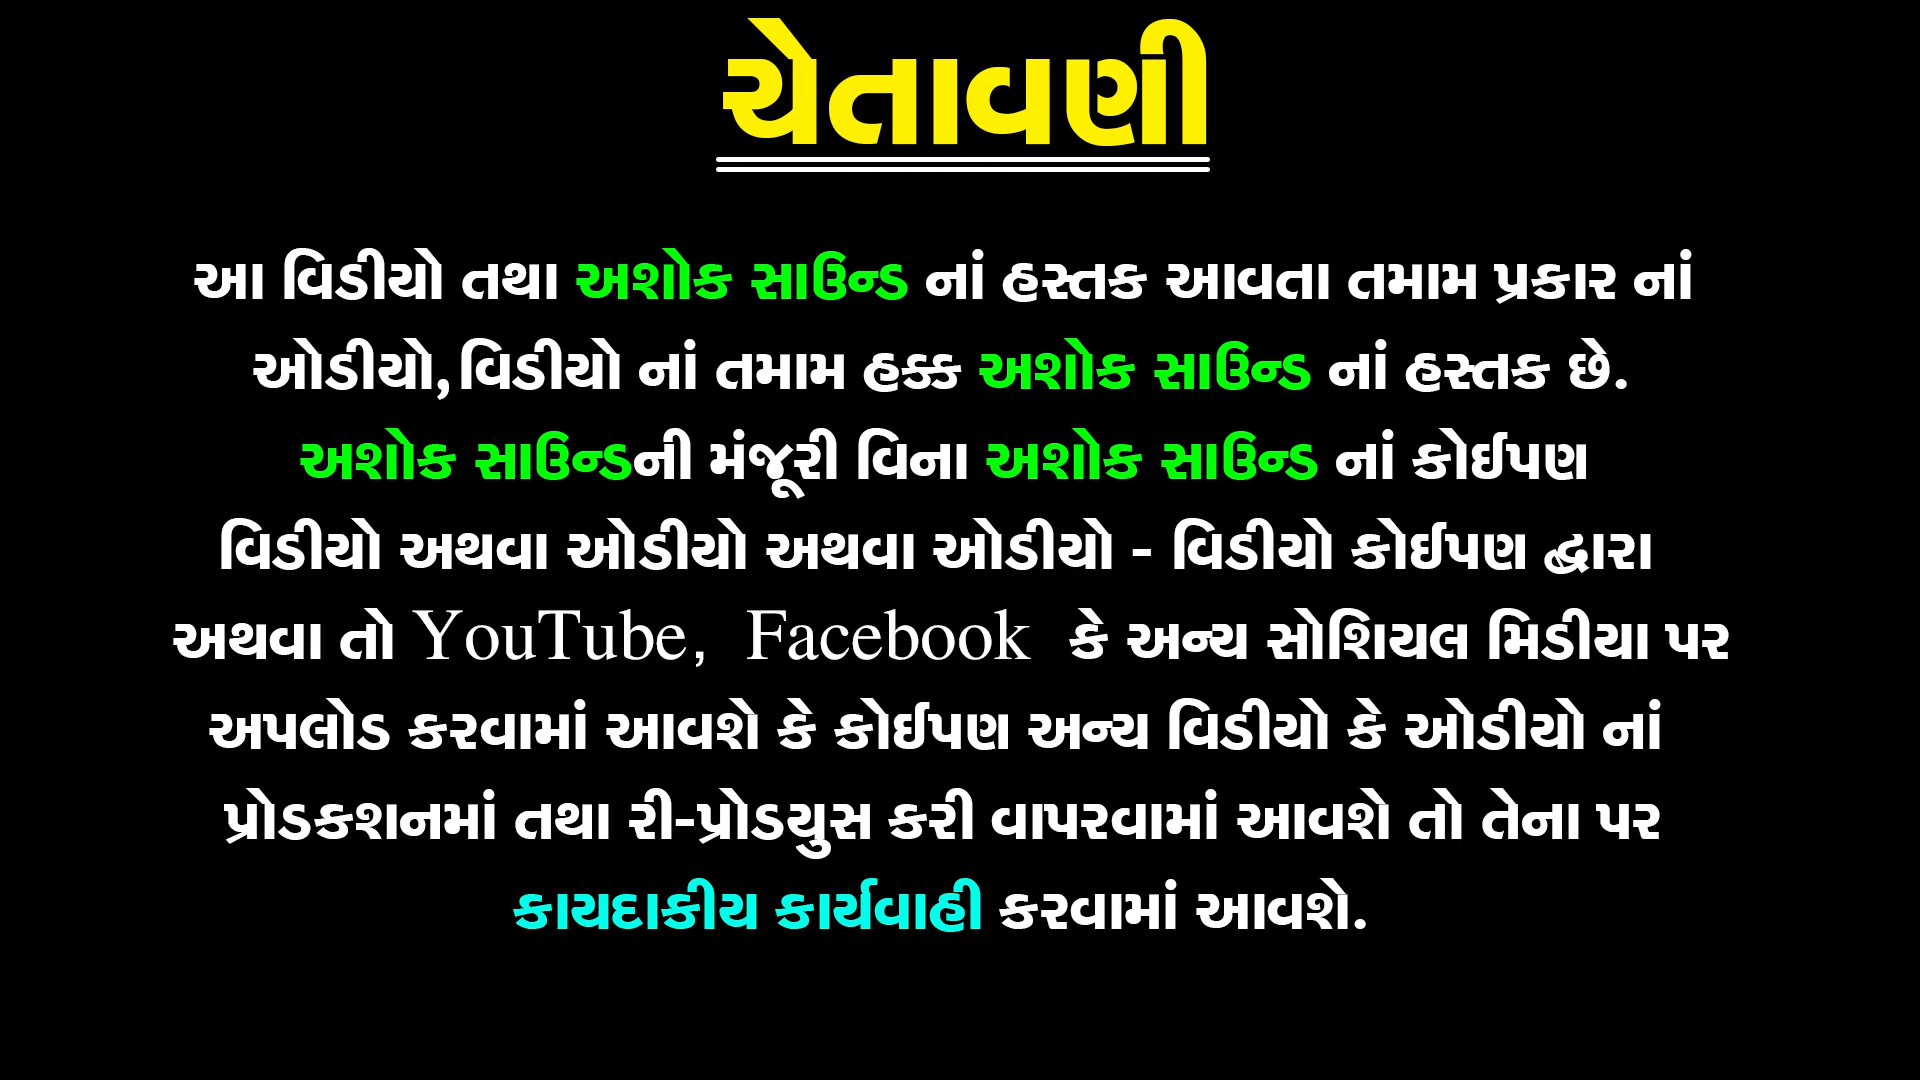 ચેતાવણી
આ વિડીયો તથા અશોક સાઉન્ડ નાં હસ્તક આવતા તમામ પ્રકાર નાં
ઓડીયો,વિડીયો નાં તમામ હક્ક અશોક સાઉન્ડ નાં હસ્તક છે.
અશોક સાઉન્ડની મંજૂરી વિના અશોક સાઉન્ડ નાં કોઈપણ
વિડીયો અથવા ઓડીયો અથવા ઓડીયો - વિડીયો કોઈપણ દ્વારા
અથવા તો YouTube, Facebook કે અન્ય સોશિયલ મિડીયા પર
અપલોડ કરવામાં આવશે કે કોઈપણ અન્ય વિડીયો કે ઓડીયો નાં
પ્રોડકશનમાં તથા રી-પ્રોડયુસ કરી વાપરવામાં આવશે તો તેના પર
કાયદાકીય કાર્યવાહી કરવામાં આવશે.